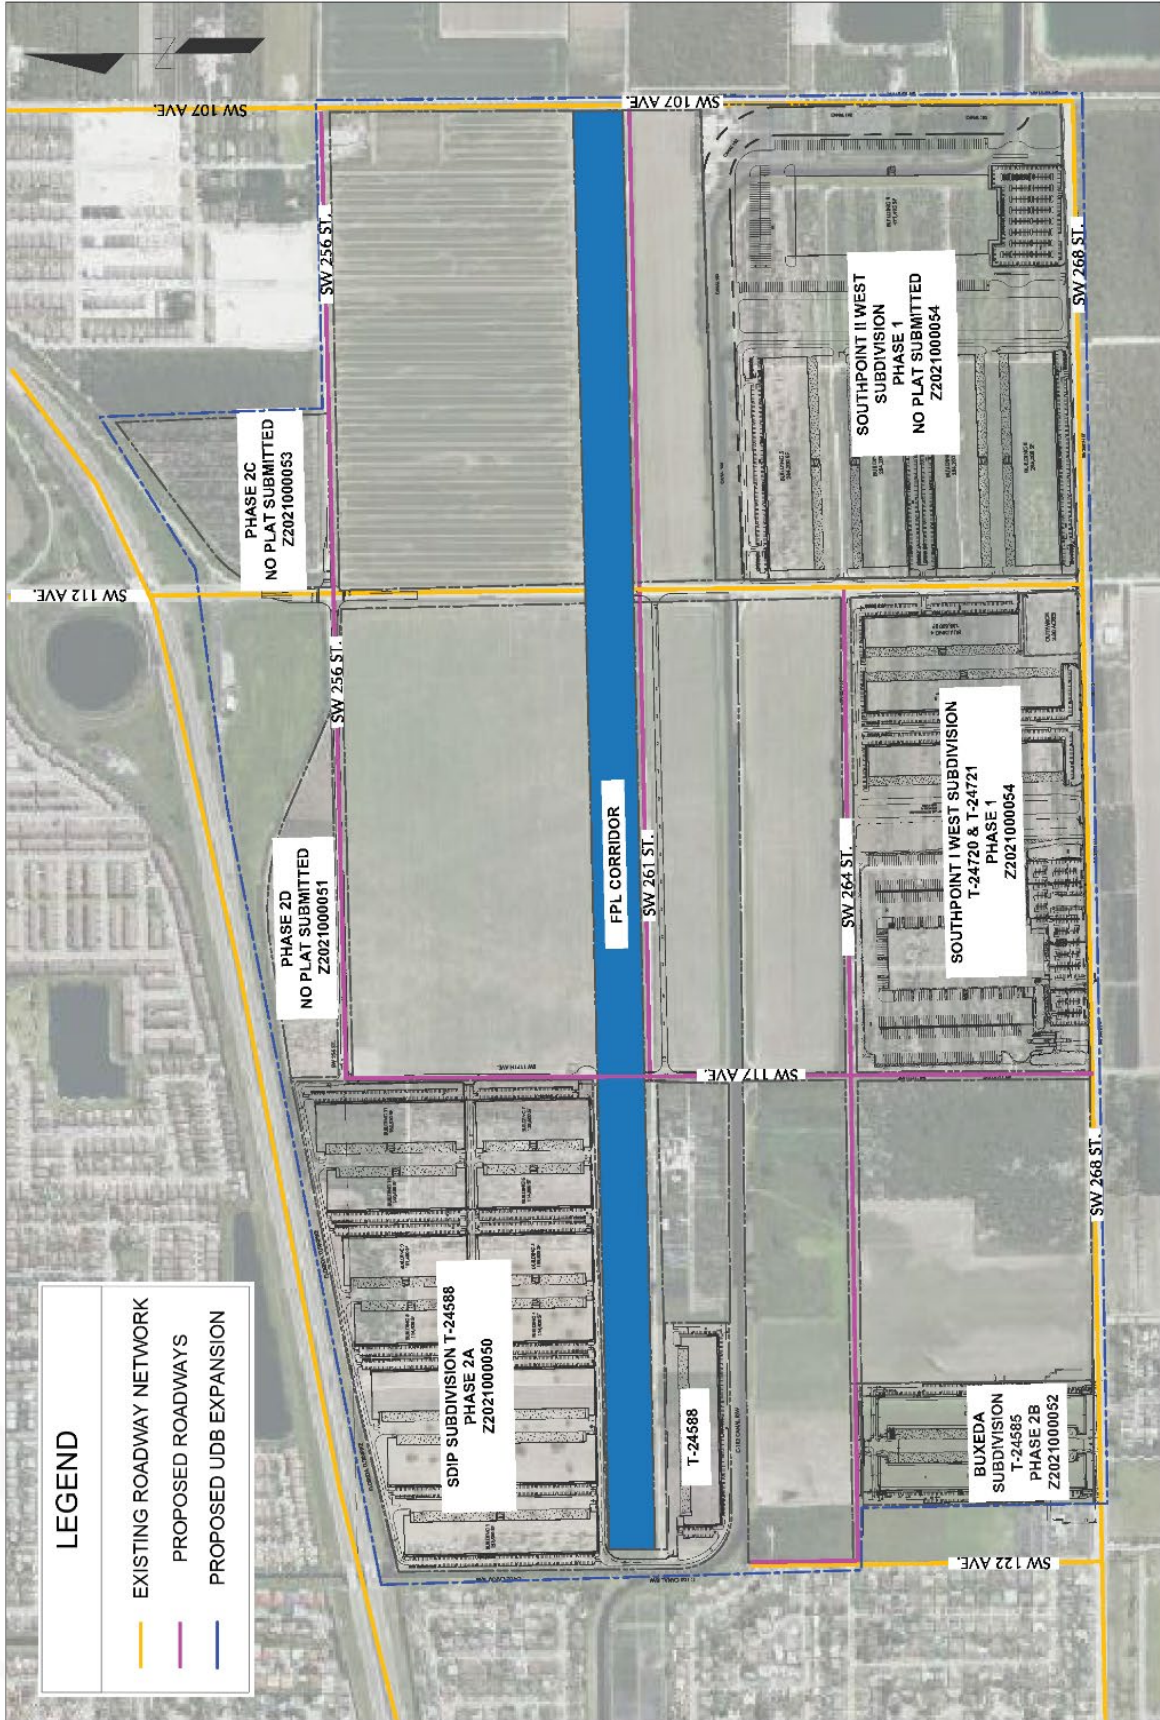 LEGEND
EXISTING ROADWAY NETWORK
PROPOSED ROADWAYS
PROPOSED UDB EXPANSION
N
SW 107 AVE.
SW 107 AVE.
SW 256 ST.
SW 268 ST.
PHASE 2C
NO PLAT SUBMITTED
Z2021000053
SOUTHPOINT II WEST
SUBDIVISION
PHASE 1
NO PLAT SUBMITTED
Z2021000054
SW 112 AVE.
SW 256 ST.
PHASE 2D
NO PLAT SUBMITTED
Z2021000051
FPL CORRIDOR
SW 261 ST.
SW 264 ST.
SOUTHPOINT I WEST SUBDIVISION
T-24720 & T-24721
PHASE 1
Z2021000054
SW 117 AVE.
SW 268 ST.
SDIP SUBDIVISION T-24588
PHASE 2A
Z2021000050
T-24588
BUXEDA
SUBDIVISION
T-24585
PHASE 2B
Z2021000052
SW 122 AVE.